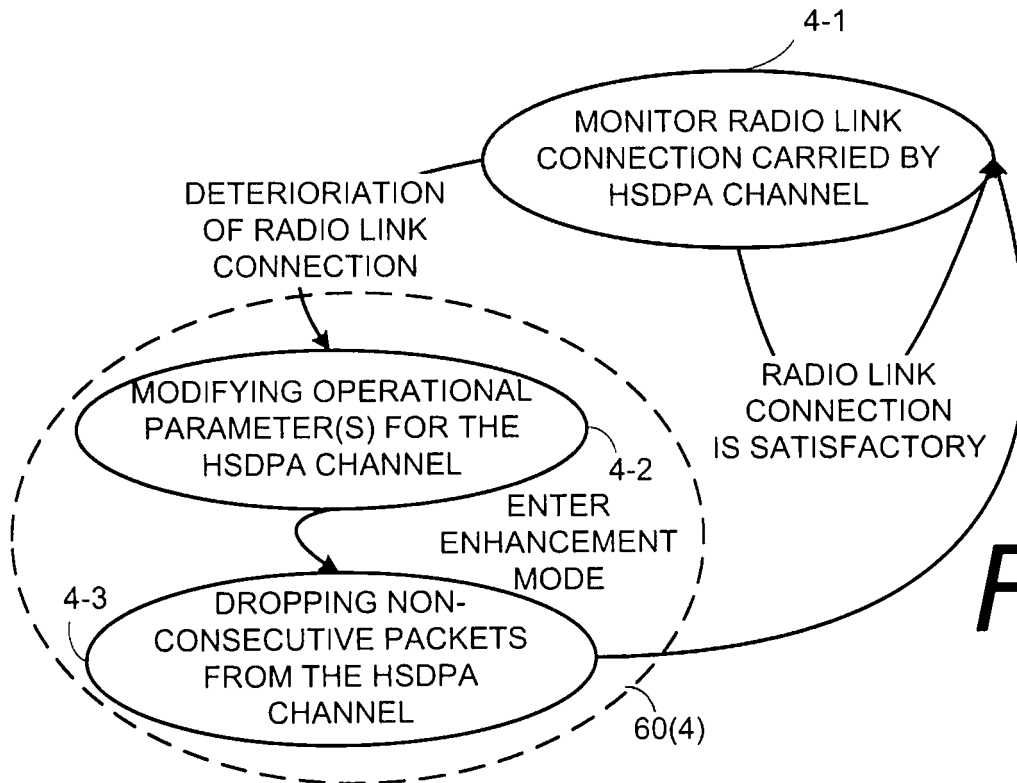 4-1
MONITOR RADIO LINK
CONNECTION CARRIED BY
HSDPA CHANNEL
DETERIORIATION
OF RADIO LINK
CONNECTION
RADIO LINK
CONNECTION
IS SATISFACTORY
MODIFYING OPERATIONAL
PARAMETER(S) FOR THE
HSDPA CHANNEL
4-2
ENTER
ENHANCEMENT
MODE
4-3
DROPPING NON-
CONSECUTIVE PACKETS
FROM THE HSDPA
CHANNEL
60(4)